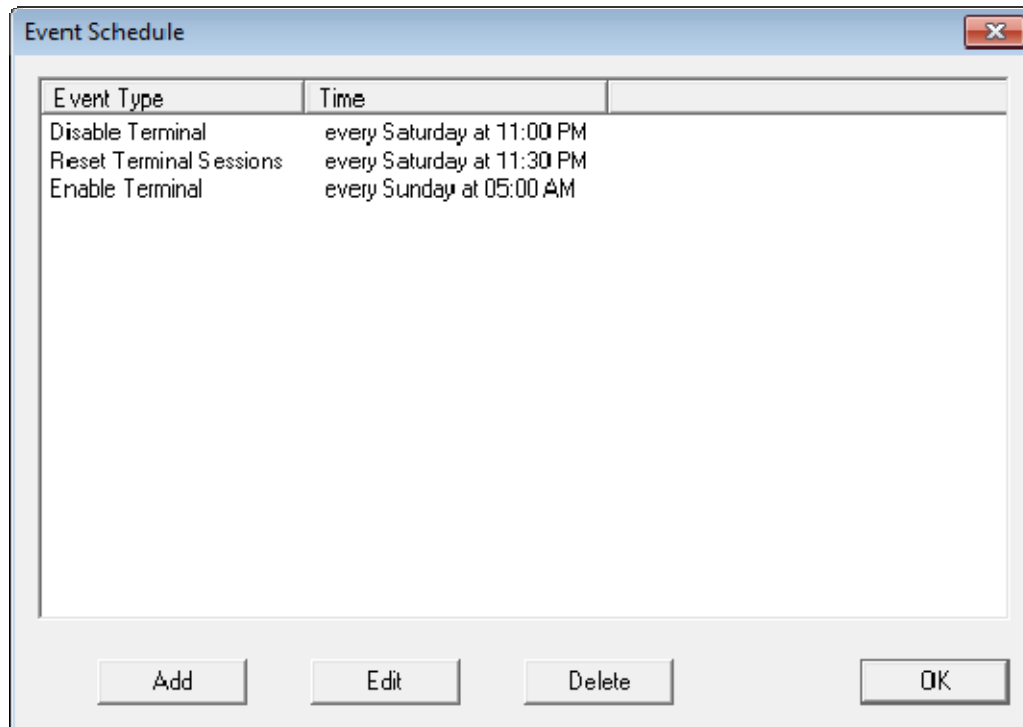 Event Schedule
Event Type Time
Disable Terminal every Saturday at 11:00 PM
Reset Terminal Sessions every Saturday at 11:30 PM
Enable Terminal every Sunday at 05:00 AM
Add Edit Delete OK